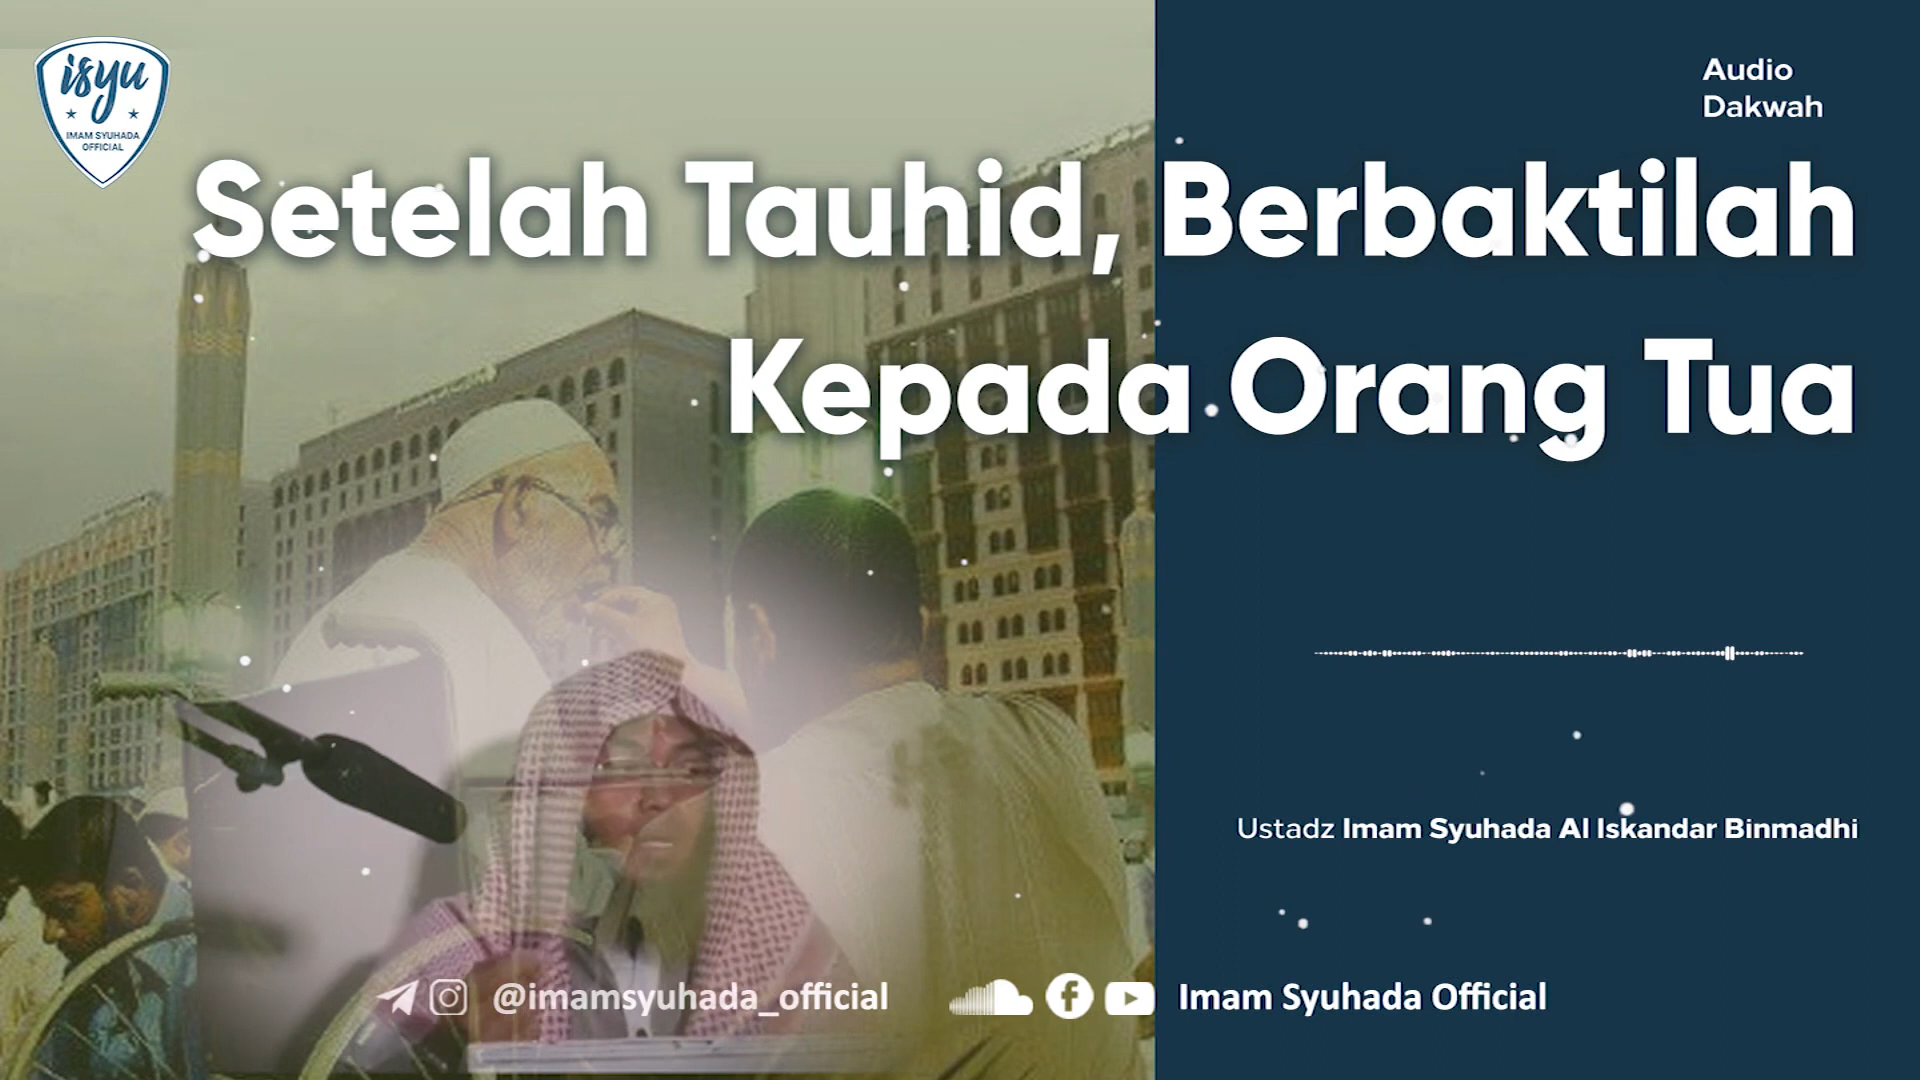 isyu
IMAM SYUHADA
OFFICIAL
Audio
Dakwah
Setelah Tauhid, Berbaktilah
Kepada Orang Tua
Ustadz Imam Syuhada Al Iskandar Binmadhi
@imamsyuhada_official
Imam Syuhada Official